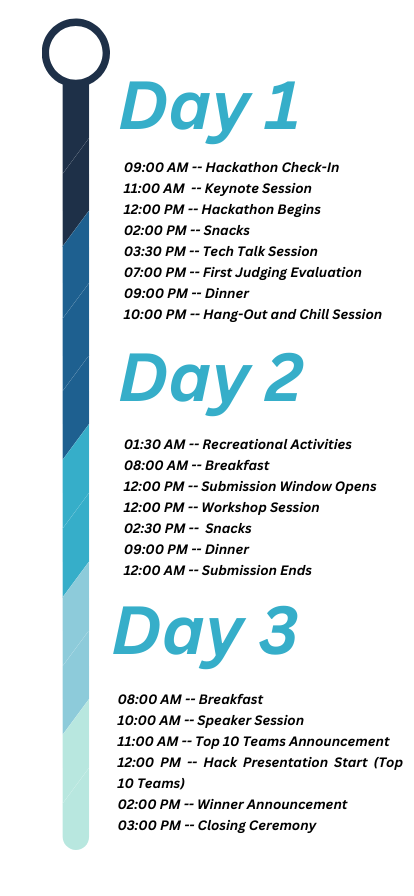 Day 1
09:00 AM -- Hackathon Check-In
11:00 AM -- Keynote Session
12:00 PM -- Hackathon Begins
02:00 PM -- Snacks
03:30 PM -- Tech Talk Session
07:00 PM -- First Judging Evaluation
09:00 PM -- Dinner
10:00 PM -- Hang-Out and Chill Session
Day 2
01:30 AM -- Recreational Activities
08:00 AM -- Breakfast
12:00 PM -- Submission Window Opens
12:00 PM -- Workshop Session
02:30 PM -- Snacks
09:00 PM -- Dinner
12:00 AM -- Submission Ends
Day 3
08:00 AM -- Breakfast
10:00 AM -- Speaker Session
11:00 AM -- Top 10 Teams Announcement
12:00 PM -- Hack Presentation Start (Top
10 Teams)
02:00 PM -- Winner Announcement
03:00 PM -- Closing Ceremony